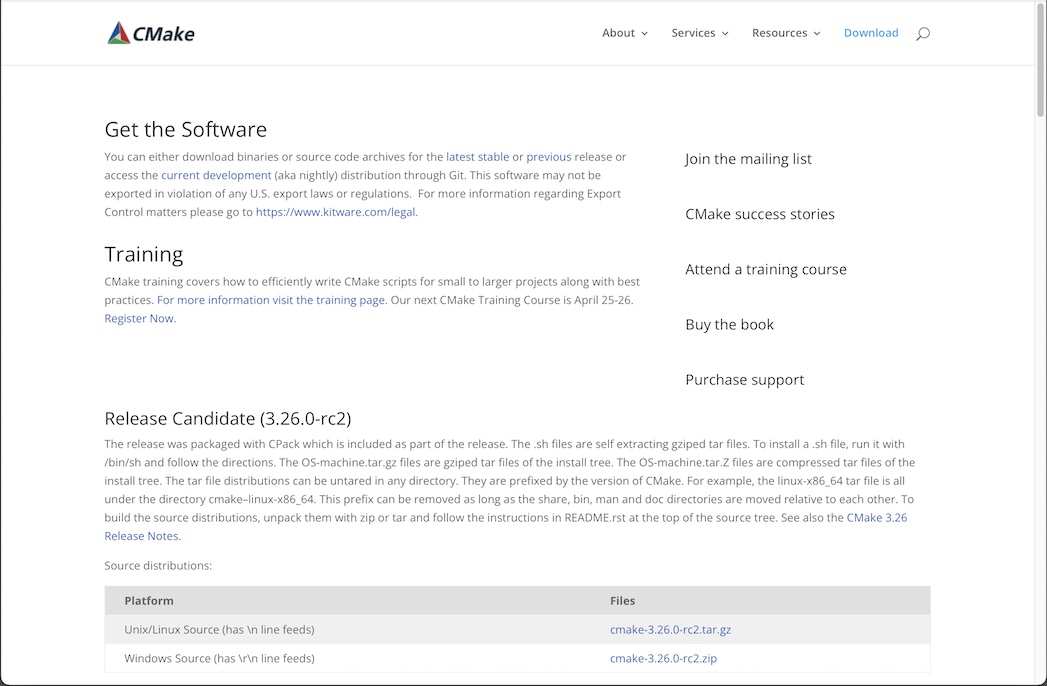 CMake
About
Services
Resources
Download
Get the Software
You can either download binaries or source code archives for the latest stable or previous release or
access the current development (aka nightly) distribution through Git. This software may not be
exported in violation of any U.S. export laws or regulations.  For more information regarding Export
Control matters please go to https://www.kitware.com/legal.
Training
CMake training covers how to efficiently write CMake scripts for small to larger projects along with best
practices. For more information visit the training page. Our next CMake Training Course is April 25-26.
Register Now.
Join the mailing list
CMake success stories
Attend a training course
Buy the book
Purchase support
Release Candidate (3.26.0-rc2)
The release was packaged with CPack which is included as part of the release. The .sh files are self extracting gziped tar files. To install a .sh file, run it with
/bin/sh and follow the directions. The OS-machine.tar.gz files are gziped tar files of the install tree. The OS-machine.tar.Z files are compressed tar files of the
install tree. The tar file distributions can be untared in any directory. They are prefixed by the version of CMake. For example, the linux-x86_64 tar file is all
under the directory cmake–linux-x86_64. This prefix can be removed as long as the share, bin, man and doc directories are moved relative to each other. To
build the source distributions, unpack them with zip or tar and follow the instructions in README.rst at the top of the source tree. See also the CMake 3.26
Release Notes.
Source distributions:
Platform Files
Unix/Linux Source (has \n line feeds) cmake-3.26.0-rc2.tar.gz
Windows Source (has \r\n line feeds) cmake-3.26.0-rc2.zip